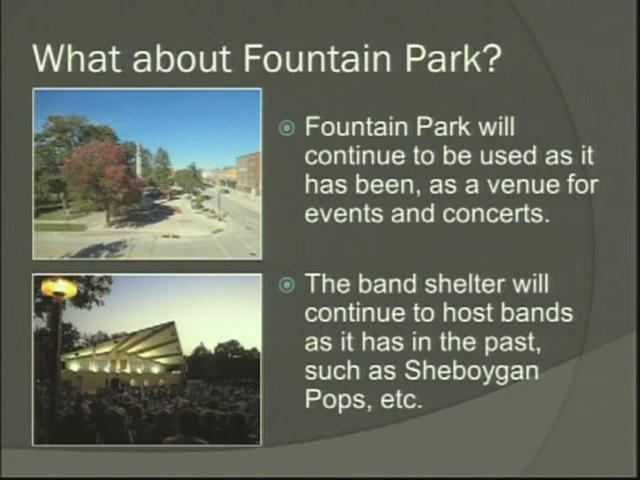 What about Fountain Park?
Fountain Park will
continue to be used as it
has been, as a venue for
events and concerts.
The band shelter will
continue to host bands
as it has in the past,
such as Sheboygan
Pops, etc.